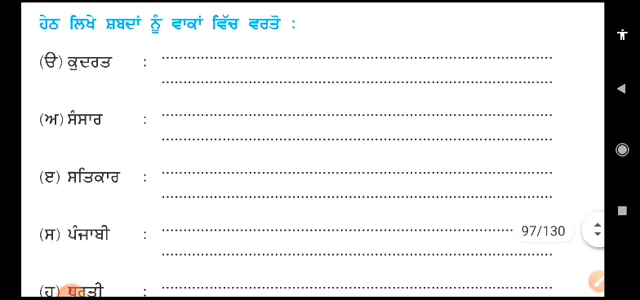 ਹੇਠ ਲਿਖੇ ਸ਼ਬਦਾਂ ਨੂੰ ਵਾਕਾਂ ਵਿੱਚ ਵਰਤੋ :
(ੳ) ਕੁਦਰਤ :
(ਅ) ਸੰਸਾਰ :
(ੲ) ਸਤਿਕਾਰ :
(ਸ) ਪੰਜਾਬੀ :
97/130
(ਹ) ਧਰਤੀ :